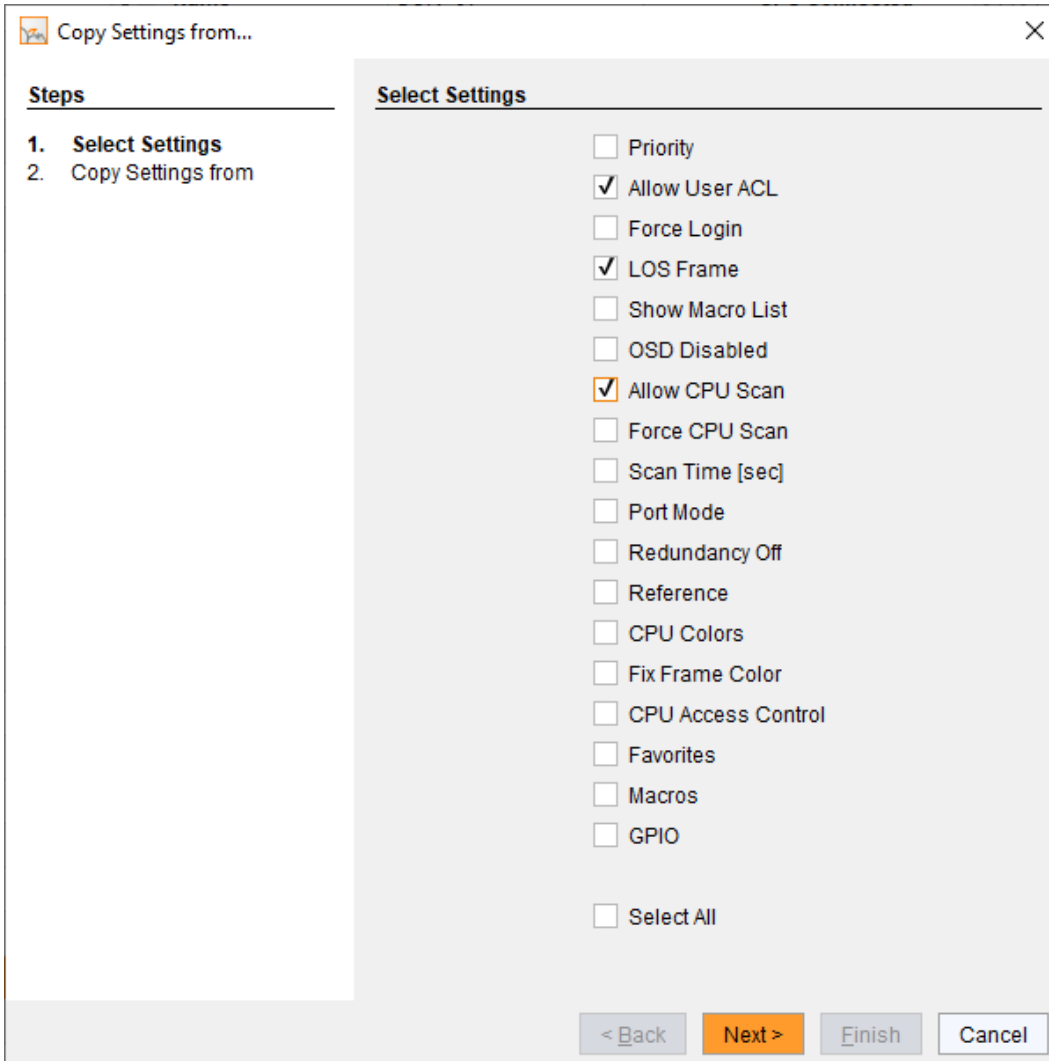 Copy Settings from...
Steps
1. Select Settings
2. Copy Settings from
Select Settings
Priority
Allow User ACL
Force Login
LOS Frame
Show Macro List
OSD Disabled
Allow CPU Scan
Force CPU Scan
Scan Time [sec]
Port Mode
Redundancy Off
Reference
CPU Colors
Fix Frame Color
CPU Access Control
Favorites
Macros
GPIO
Select All
< Back Next > Finish Cancel